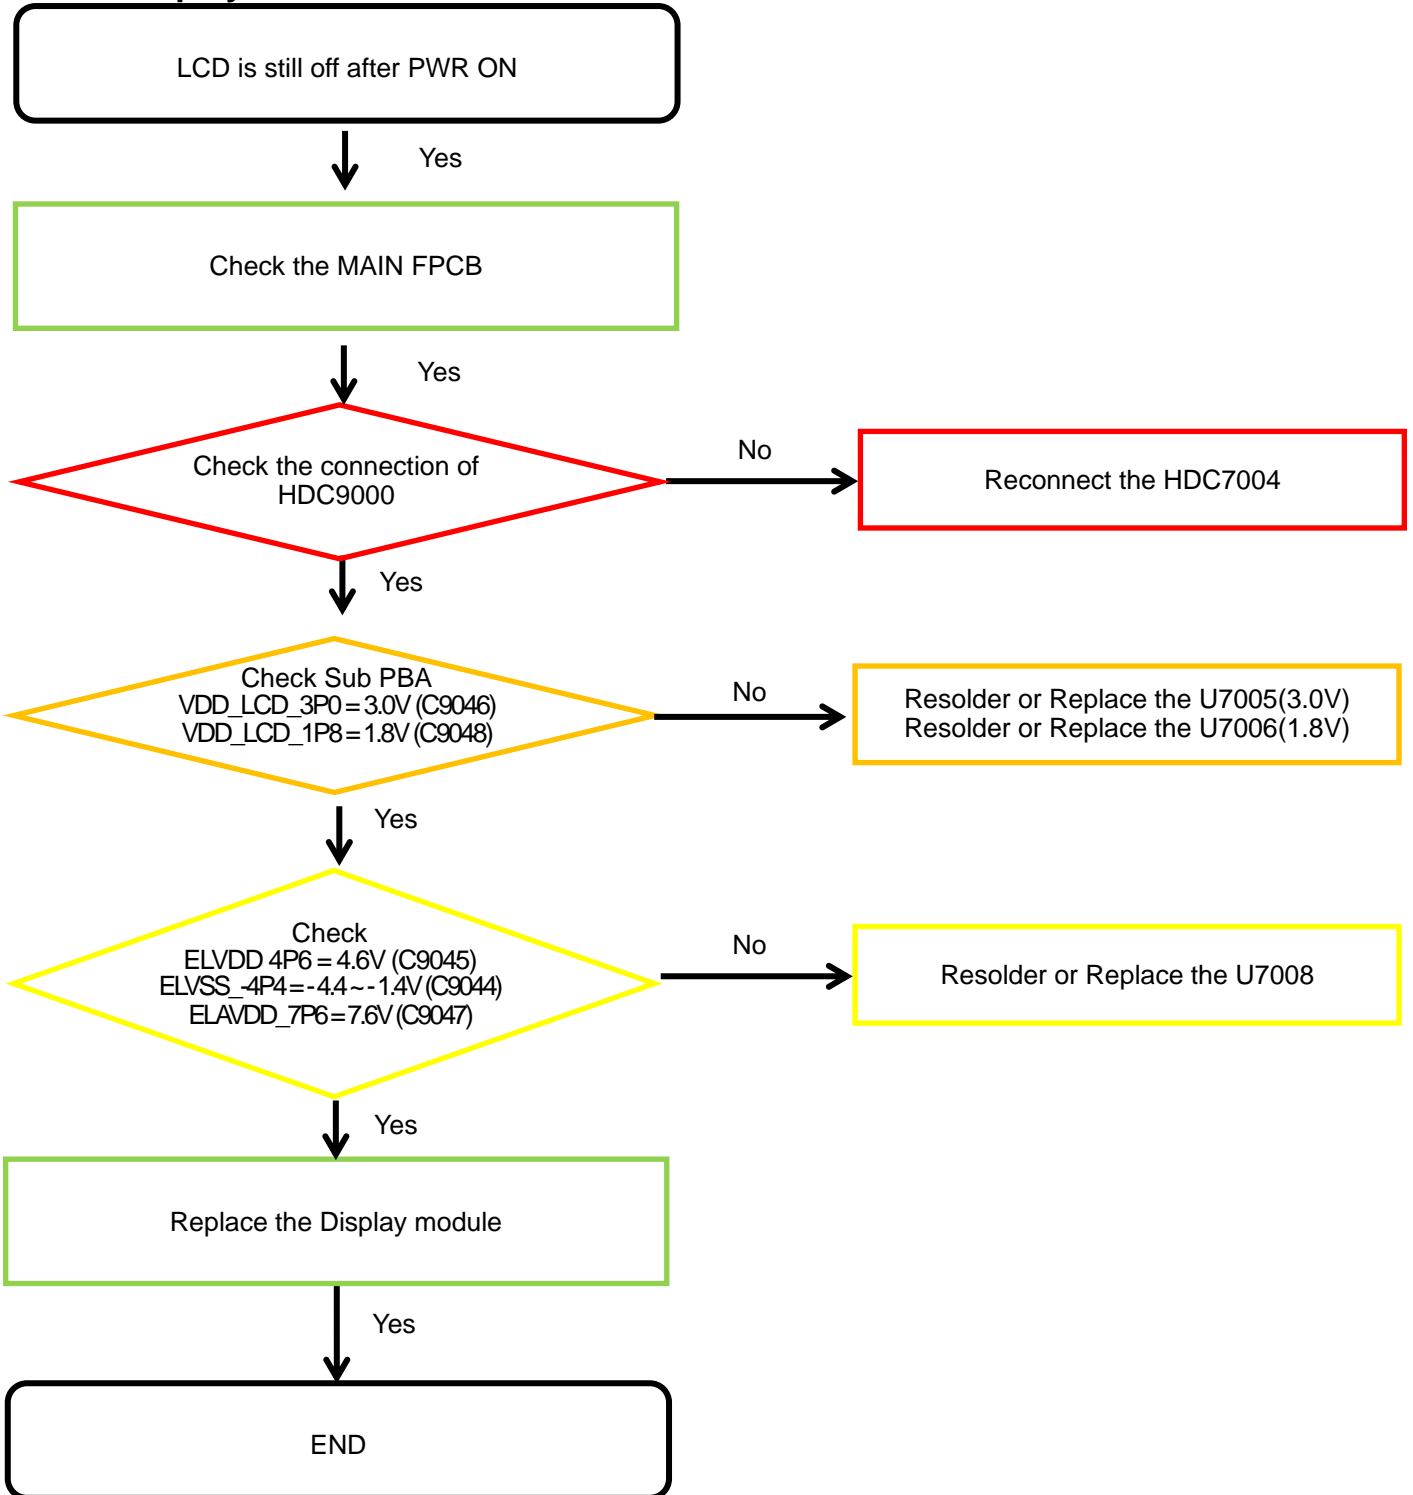 LCD is still off after PWR ON
Yes
Check the MAIN FPCB
Yes
Check the connection of
HDC9000
No
Reconnect the HDC7004
Yes
Check Sub PBA
VDD_LCD_3P0 = 3.0V (C9046)
VDD_LCD_1P8 = 1.8V (C9048)
No
Resolder or Replace the U7005(3.0V)
Resolder or Replace the U7006(1.8V)
Yes
Check
ELVDD 4P6 = 4.6V (C9045)
ELVSS_-4P4 = - 4.4 ~ - 1.4V (C9044)
ELAVDD_7P6 = 7.6V (C9047)
No
Resolder or Replace the U7008
Yes
Replace the Display module
Yes
END